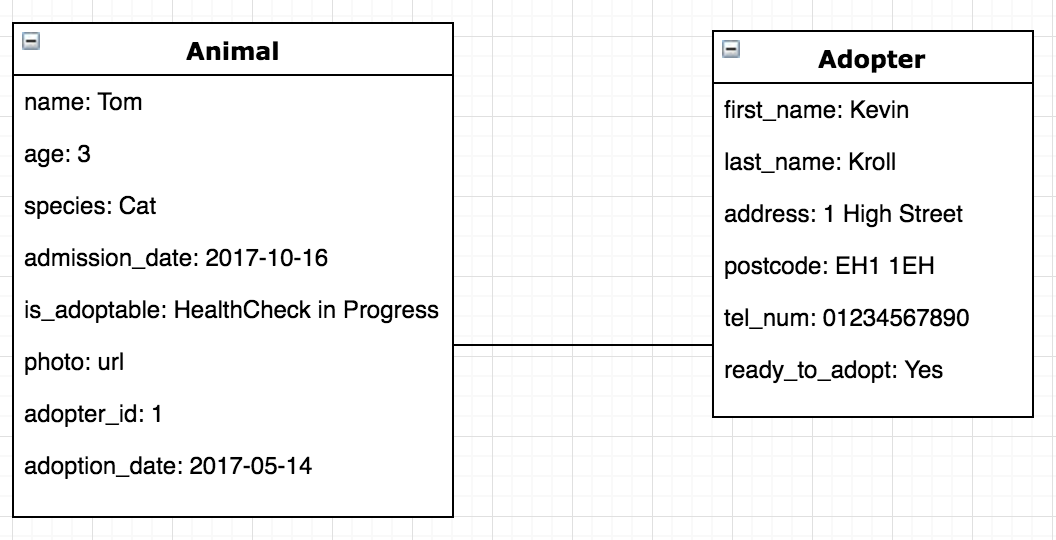 Animal
name: Tom
age: 3
species: Cat
admission_date: 2017-10-16
is_adoptable: HealthCheck in Progress
photo: url
adopter_id: 1
adoption_date: 2017-05-14
Adopter
first_name: Kevin
last_name: Kroll
address: 1 High Street
postcode: EH1 1EH
tel_num: 01234567890
ready_to_adopt: Yes